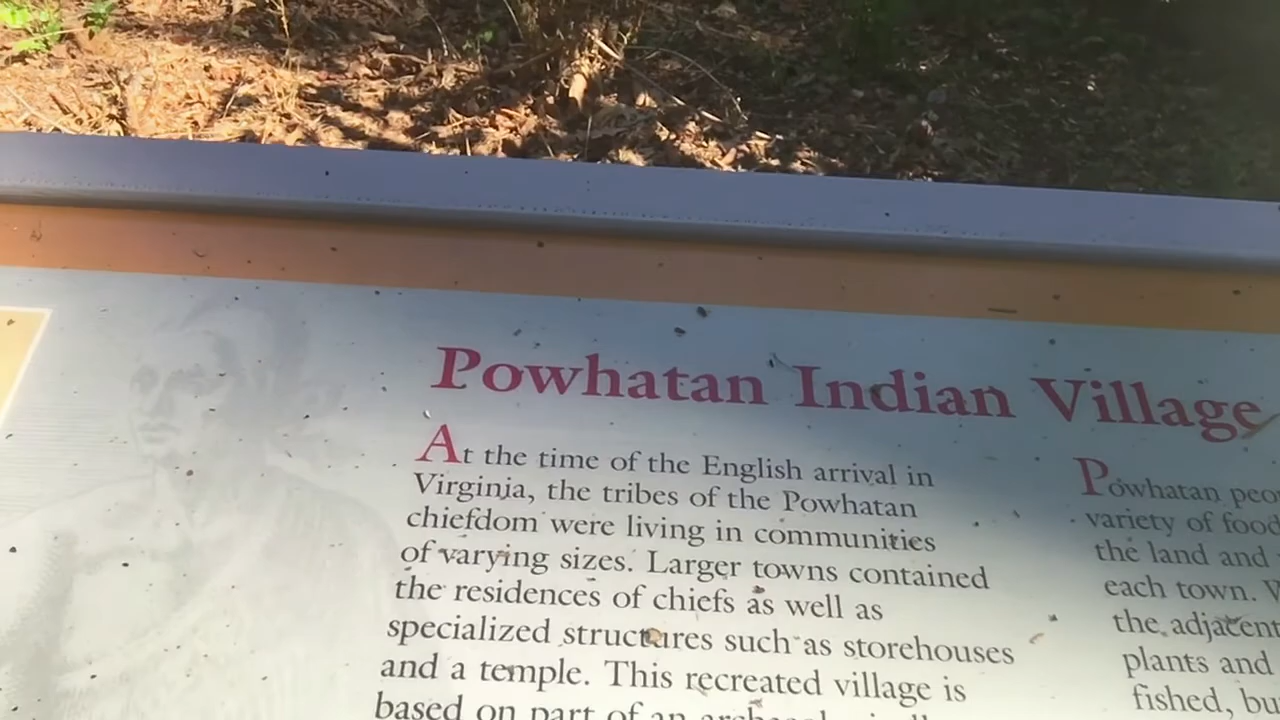 Powhatan Indian Village
At the time of the English arrival in
Virginia, the tribes of the Powhatan
chiefdom were living in communities
of varying sizes. Larger towns contained
the residences of chiefs as well as
specialized structures such as storehouses
and a temple. This recreated village is
based on part of an
Powhatan
variety of food
the land and
each town.
the adjacent
plants and
fished,